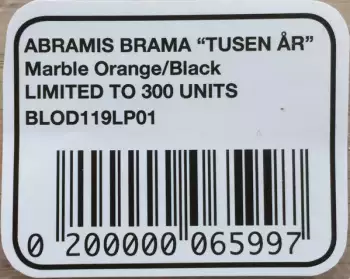 ABRAMIS BRAMA “TUSEN ÅR”
Marble Orange/Black
LIMITED TO 300 UNITS
BLOD119LP01
0 200000 065997